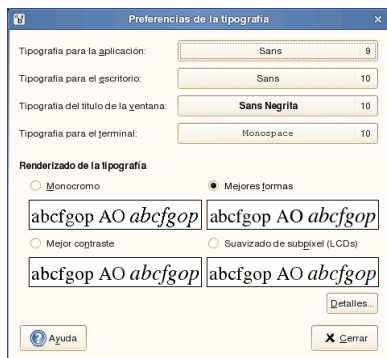 Preferencias de la tipografía
Tipografía para la aplicación: Sans 9
Tipografía para el escritorio: Sans 10
Tipografía del título de la ventana: Sans Negrita 10
Tipografía para el terminal: Monospace 10
Renderizado de la tipografía
Monocromo Mejores formas
abcfgop AO abcfgop abcfgop AO abcfgop
Mejor contraste Suavizado de subpixel (LCDs)
abcfgop AO abcfgop abcfgop AO abcfgop
Detalles...
Ayuda Cerrar